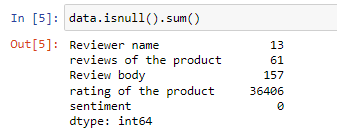 In [5]: data.isnull().sum()
Out[5]: Reviewer name 13
reviews of the product 61
Review body 157
rating of the product 36406
sentiment 0
dtype: int64